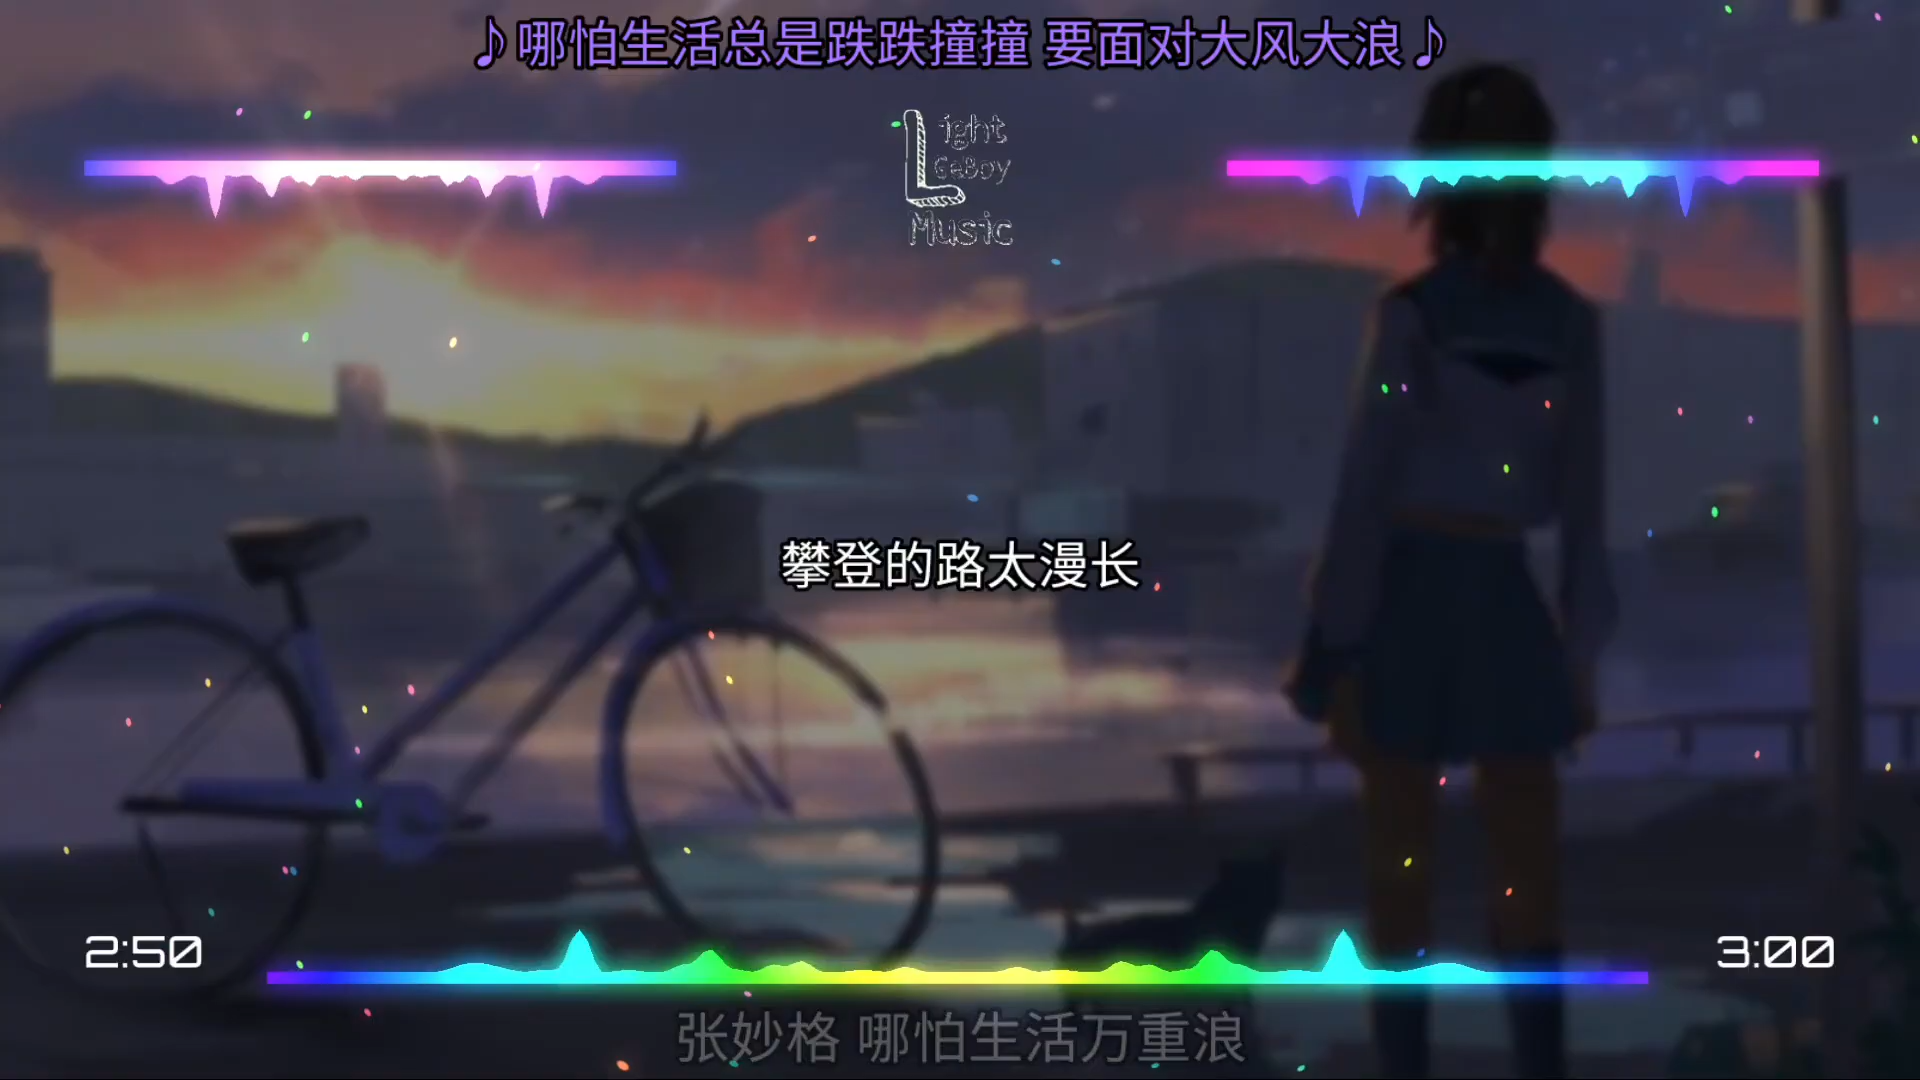 ♪哪怕生活总是跌跌撞撞 要面对大风大浪♪
Light
GeBoy
Music
攀登的路太漫长
2:50
3:00
张妙格 哪怕生活万重浪